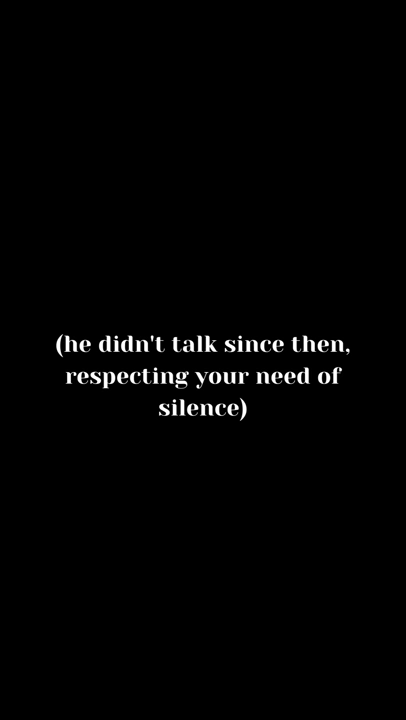 (he didn't talk since then,
respecting your need of
silence)